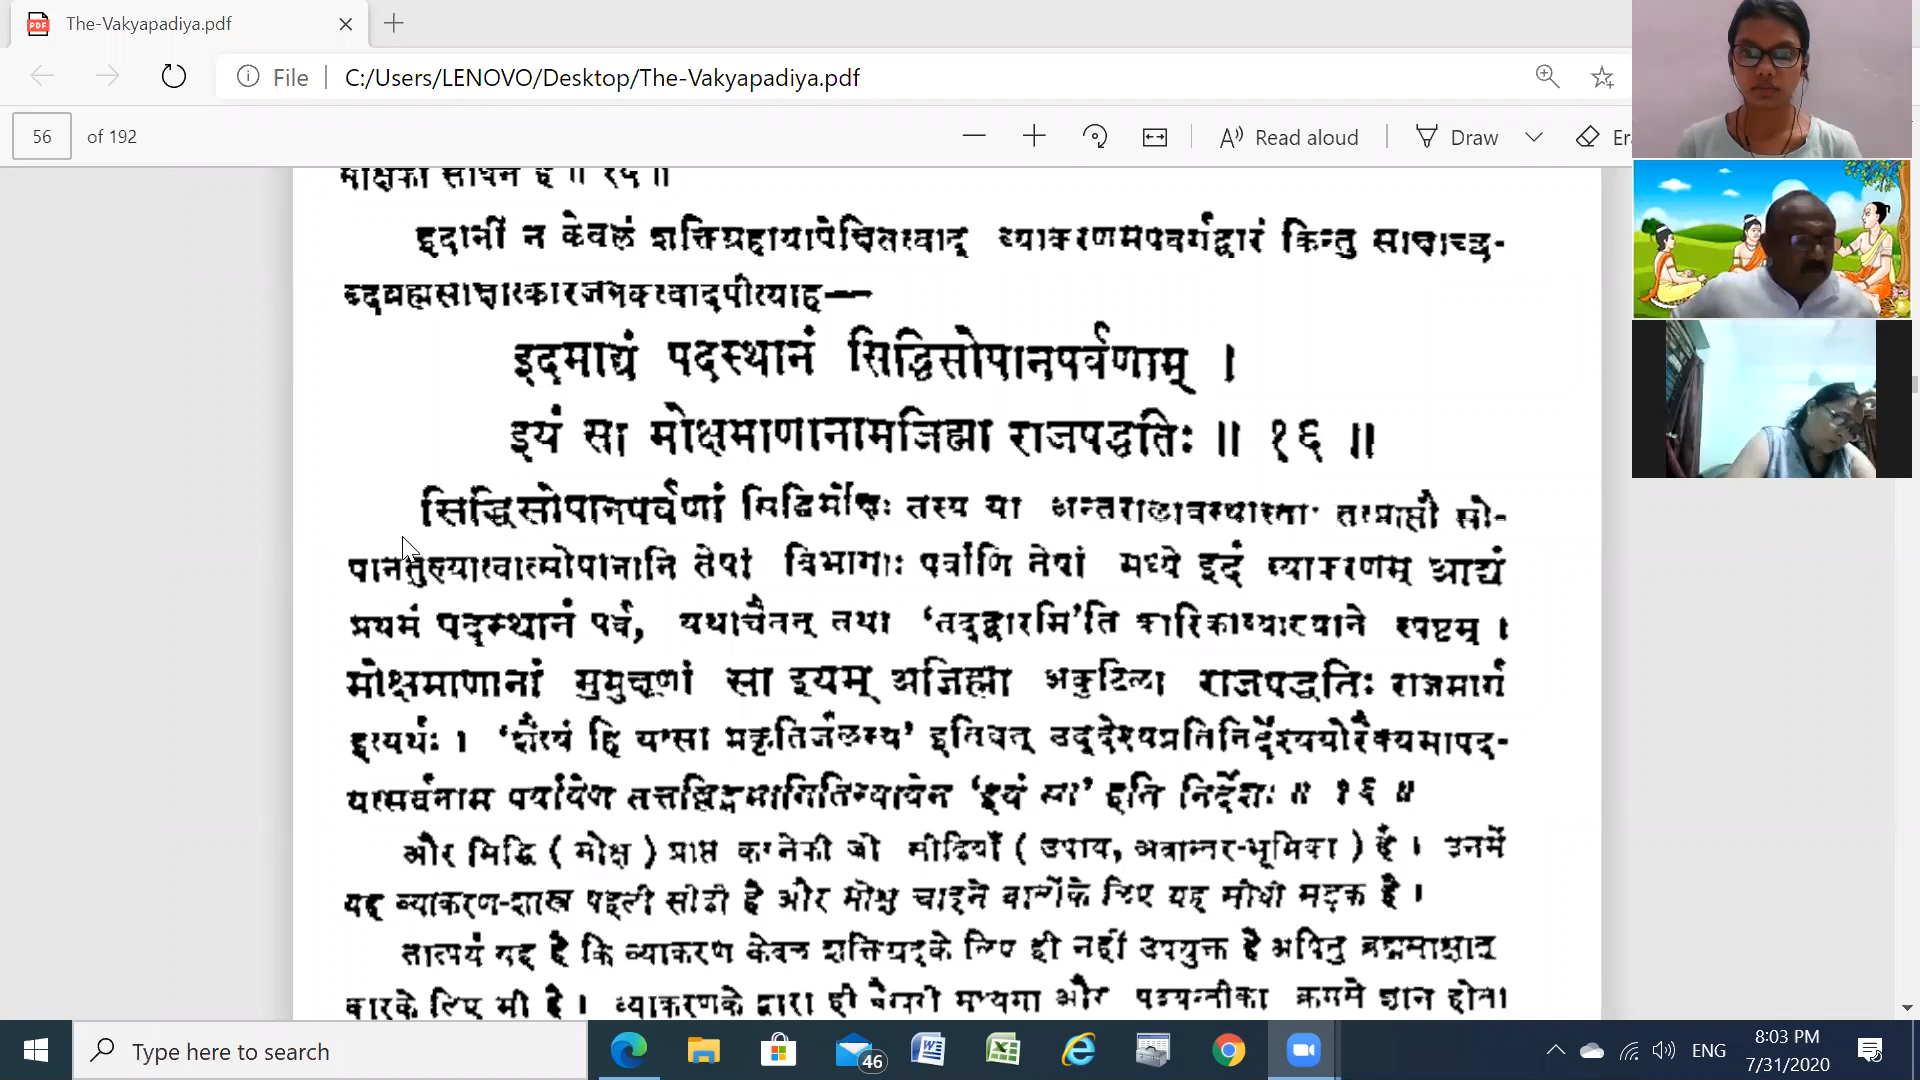 The-Vakyapadiya.pdf
File C:/Users/LENOVO/Desktop/The-Vakyapadiya.pdf
56 of 192 Read aloud Draw Er
मोक्षका साधन है ॥ १५ ॥
इदानीं न केवलं शक्तिग्रहायापेक्षितत्वाद् व्याकरणमपवर्गद्वारं किन्तु साक्षाच्छ-
ब्दब्रह्मसाक्षात्कारजनकत्वादपीत्याह—
इदमाद्यं पदस्थानं सिद्धिसोपानपर्वणाम् ।
इयं सा मोक्षमाणानामजिह्मा राजपद्धतिः ॥ १६ ॥
सिद्धिसोपानपर्वणां सिद्धिर्मोक्षः तस्य या अन्तरालावस्थास्ताः तत्प्राप्तौ सो-
पानतुल्यात्वात्सोपानानि तेषां विभागाः पर्वाणि तेषां मध्ये इदं व्याकरणम् आद्यं
प्रथमं पदस्थानं पर्व, यथाचैतत् तथा 'तद्द्वारमि'ति कारिकाव्याख्याने स्पष्टम् ।
मोक्षमाणानां मुमुक्षूणां सा इयम् अजिह्मा अकुटिला राजपद्धतिः राजमार्ग
इत्यर्थः । 'शैत्यं हि यत्सा प्रकृतिर्जलस्य' इतिवत् उद्देश्यप्रतिनिर्देश्ययोरैक्यमापद-
यत्सर्वनाम पर्यायेण तत्तल्लिङ्गभागितिन्यायेन 'इयं सा' इति निर्देशः ॥ १६ ॥
और सिद्धि ( मोक्ष ) प्राप्त करनेकी जो सीढियाँ ( उपाय, अवान्तर-भूमिका ) हैं । उनमें
यह व्याकरण-शास्त्र पहली सीढी है और मोक्ष चाहने वालोंके लिए यह सीधी सड़क है ।
तात्पर्य यह है कि व्याकरण केवल शक्तिग्रहके लिए ही नहीं उपयुक्त है अपितु ब्रह्मसाक्षात्
कारके लिए भी है । व्याकरणके द्वारा ही वैखरी मध्यमा और पश्यन्तीका क्रमसे ज्ञान होता
Type here to search
46
ENG
8:03 PM
7/31/2020